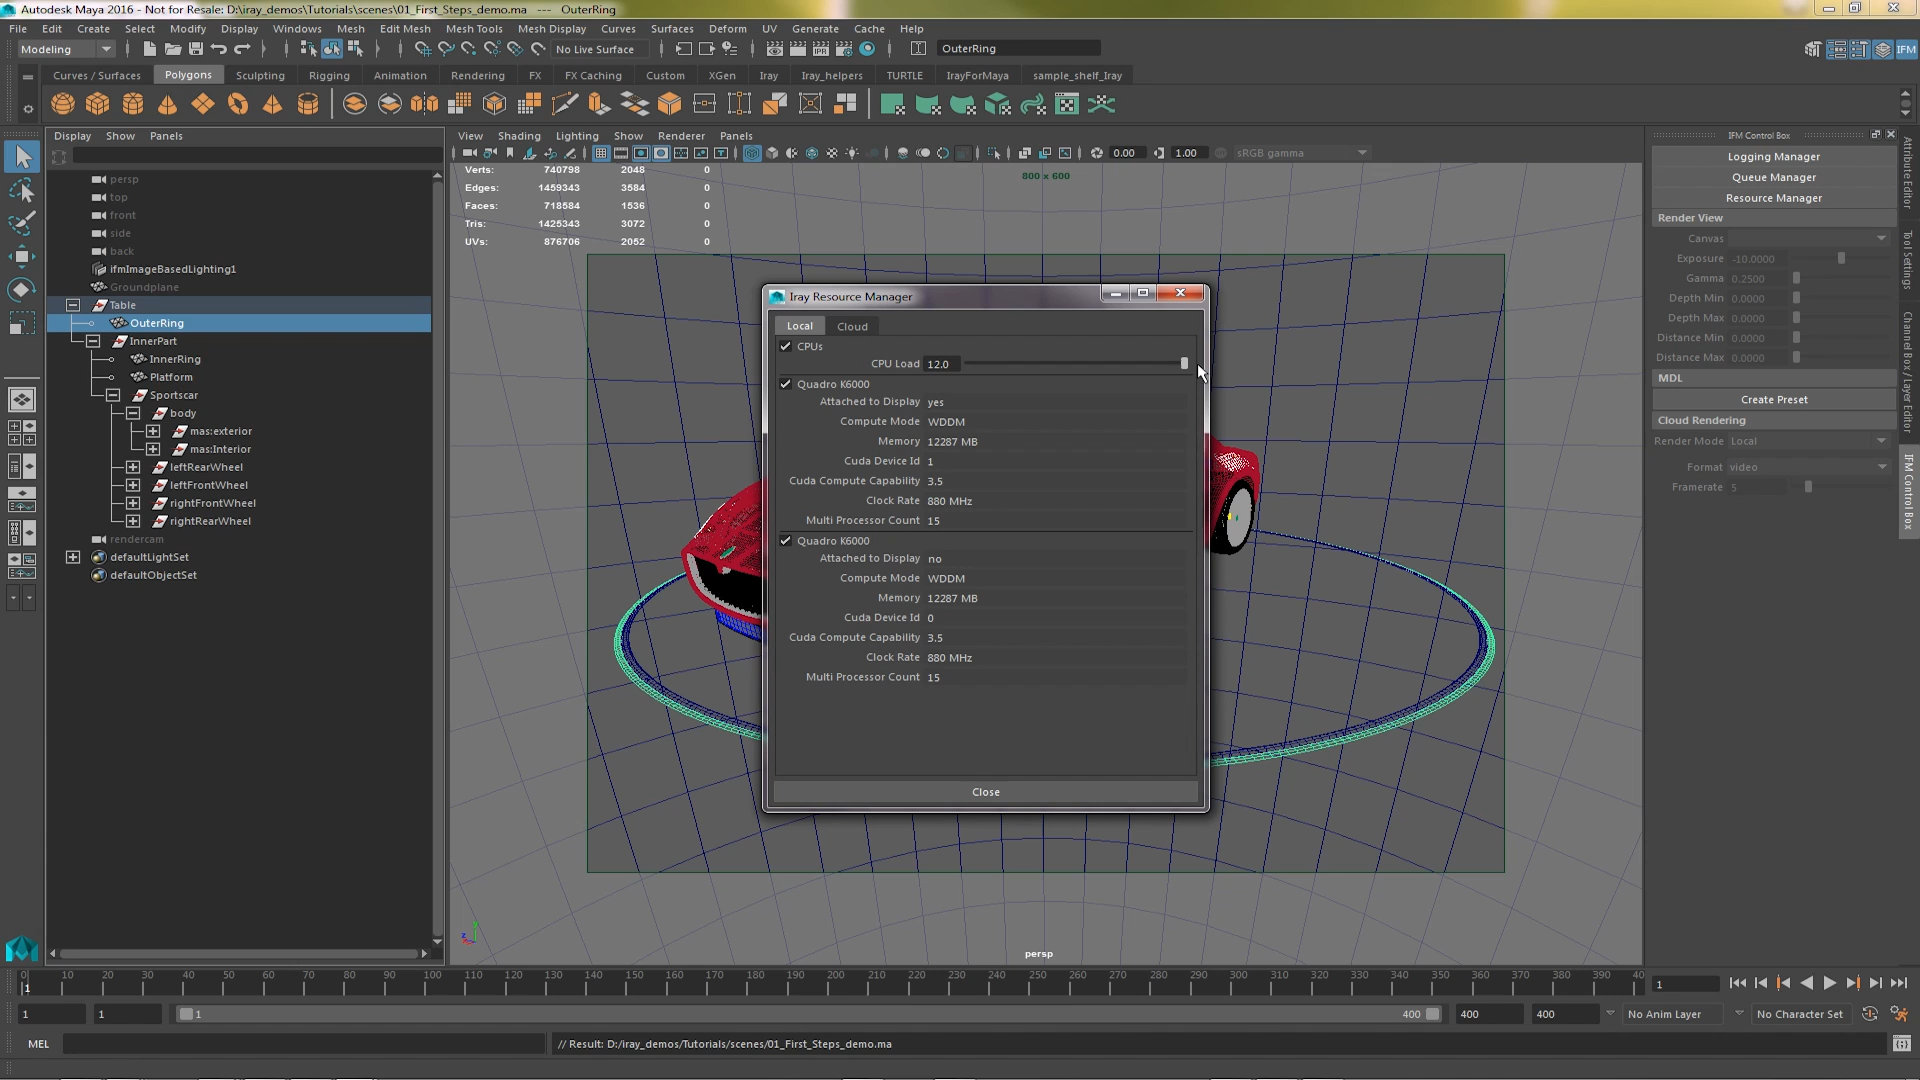 Autodesk Maya 2016 - Not for Resale: D:\iray_demos\Tutorials\scenes\01_First_Steps_demo.ma --- OuterRing
File Edit Create Select Modify Display Windows Mesh Edit Mesh Mesh Tools Mesh Display Curves Surfaces Deform UV Generate Cache Help
Modeling No Live Surface IPR OuterRing IFM
Curves / Surfaces Polygons Sculpting Rigging Animation Rendering FX FX Caching Custom XGen Iray Iray_helpers TURTLE IrayForMaya sample_shelf_Iray
Display Show Panels
View Shading Lighting Show Renderer Panels
0.00 1.00 sRGB gamma
persp
top
front
side
back
ifmImageBasedLighting1
Groundplane
Table
OuterRing
InnerPart
InnerRing
Platform
Sportscar
body
mas:exterior
mas:Interior
leftRearWheel
leftFrontWheel
rightFrontWheel
rightRearWheel
rendercam
defaultLightSet
defaultObjectSet
Verts: 740798 2048 0
Edges: 1459343 3584 0
Faces: 718584 1536 0
Tris: 1425343 3072 0
UVs: 876706 2052 0
800 x 600
Iray Resource Manager
Local Cloud
CPUs
CPU Load 12.0
Quadro K6000
Attached to Display yes
Compute Mode WDDM
Memory 12287 MB
Cuda Device Id 1
Cuda Compute Capability 3.5
Clock Rate 880 MHz
Multi Processor Count 15
Quadro K6000
Attached to Display no
Compute Mode WDDM
Memory 12287 MB
Cuda Device Id 0
Cuda Compute Capability 3.5
Clock Rate 880 MHz
Multi Processor Count 15
Close
persp
IFM Control Box
Logging Manager
Queue Manager
Resource Manager
Render View
Canvas
Exposure -10.0000
Gamma 0.2500
Depth Min 0.0000
Depth Max 0.0000
Distance Min 0.0000
Distance Max 0.0000
MDL
Create Preset
Cloud Rendering
Render Mode Local
Format video
Framerate 5
Attribute Editor
Tool Settings
Channel Box / Layer Editor
IFM Control Box
0 10 20 30 40 50 60 70 80 90 100 110 120 130 140 150 160 170 180 190 200 210 220 230 240 250 260 270 280 290 300 310 320 330 340 350 360 370 380 390 40
1 1
1 1 1 400 400 400 No Anim Layer No Character Set
MEL // Result: D:/iray_demos/Tutorials/scenes/01_First_Steps_demo.ma